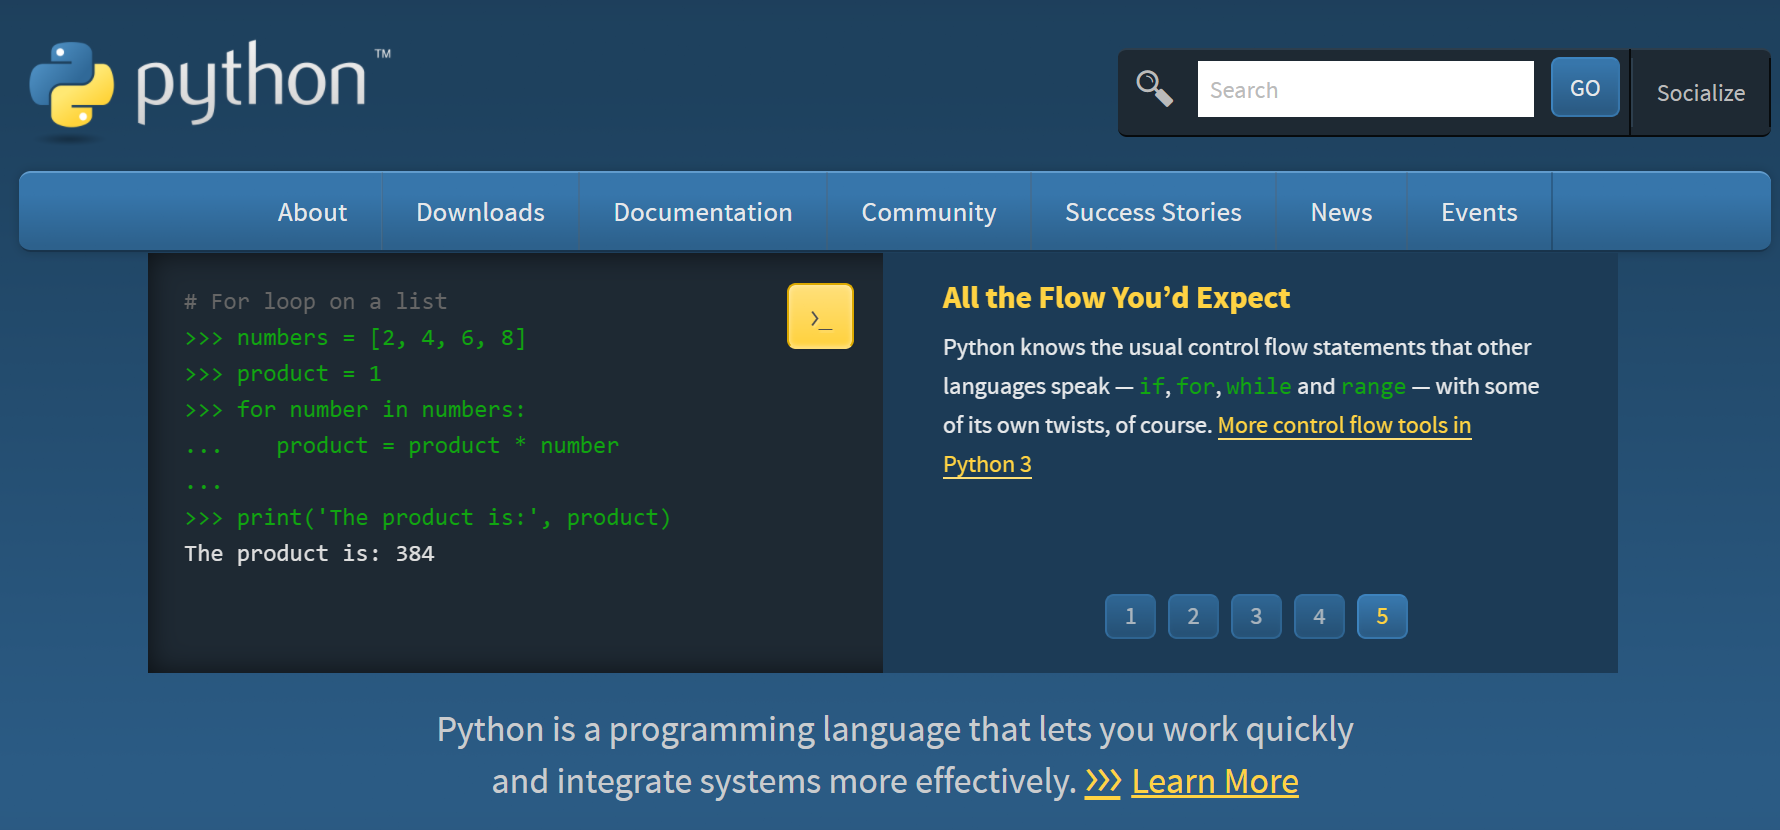 python™
Search
GO
Socialize
About
Downloads
Documentation
Community
Success Stories
News
Events
# For loop on a list
>>> numbers = [2, 4, 6, 8]
>>> product = 1
>>> for number in numbers:
...    product = product * number
...
>>> print('The product is:', product)
The product is: 384
>_
All the Flow You’d Expect
Python knows the usual control flow statements that other
languages speak — if, for, while and range — with some
of its own twists, of course. More control flow tools in
Python 3
1
2
3
4
5
Python is a programming language that lets you work quickly
and integrate systems more effectively. >>> Learn More